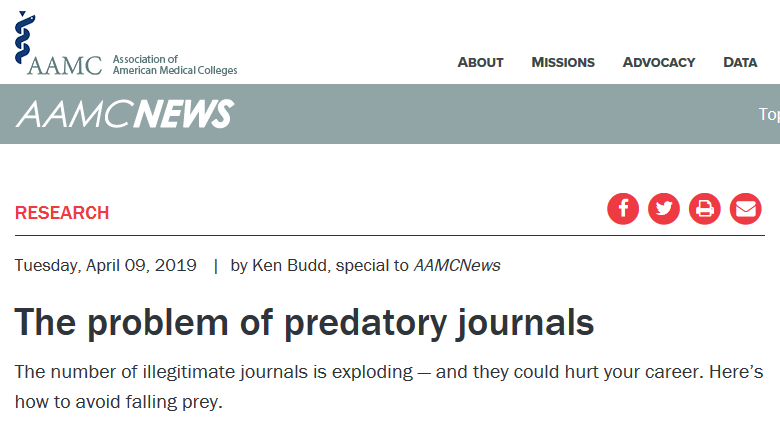 AAMC
Association of
American Medical Colleges
ABOUT MISSIONS ADVOCACY DATA
AAMCNEWS
RESEARCH
Tuesday, April 09, 2019 | by Ken Budd, special to AAMCNews
The problem of predatory journals
The number of illegitimate journals is exploding — and they could hurt your career. Here’s
how to avoid falling prey.